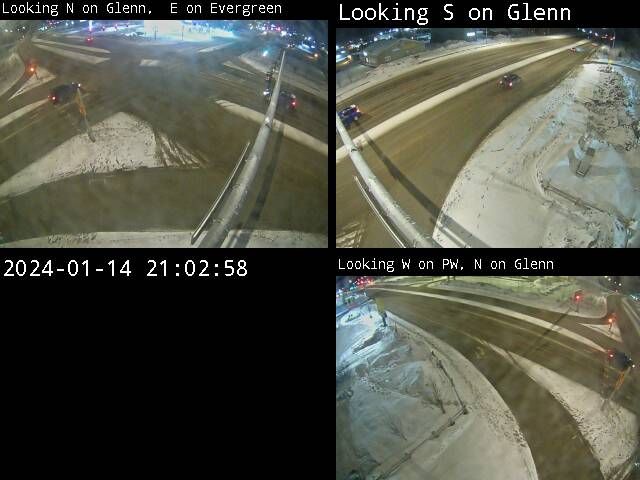 Looking N on Glenn,  E on Evergreen
Looking S on Glenn
2024-01-14 21:02:58
Looking W on PW, N on Glenn